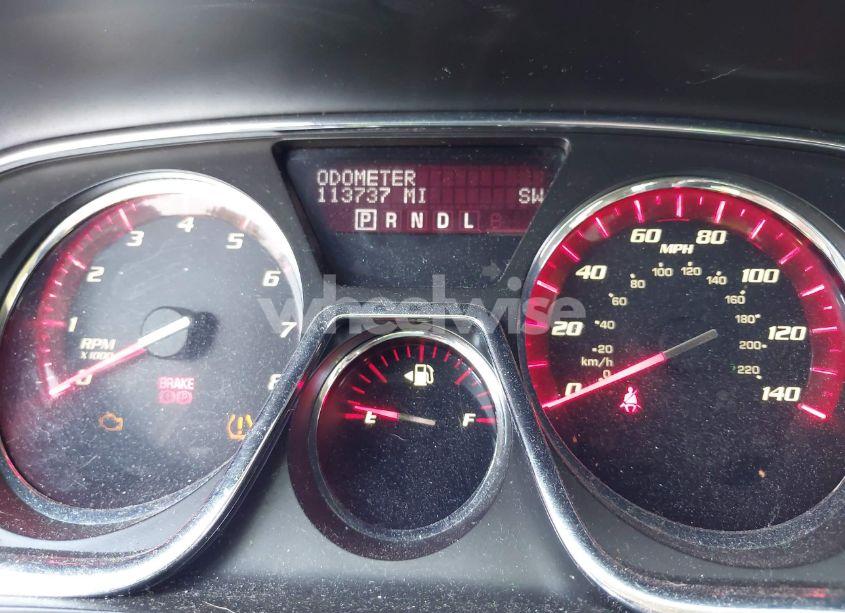 ODOMETER
113737 MI SW
P R N D L
0 1 2 3 4 5 6 7 8
RPM
X 1000
BRAKE
0 20 40 60 80 100 120 140
MPH
0 20 40 60 80 100 120 140 160 180 200 220
km/h
E F
wheelwise